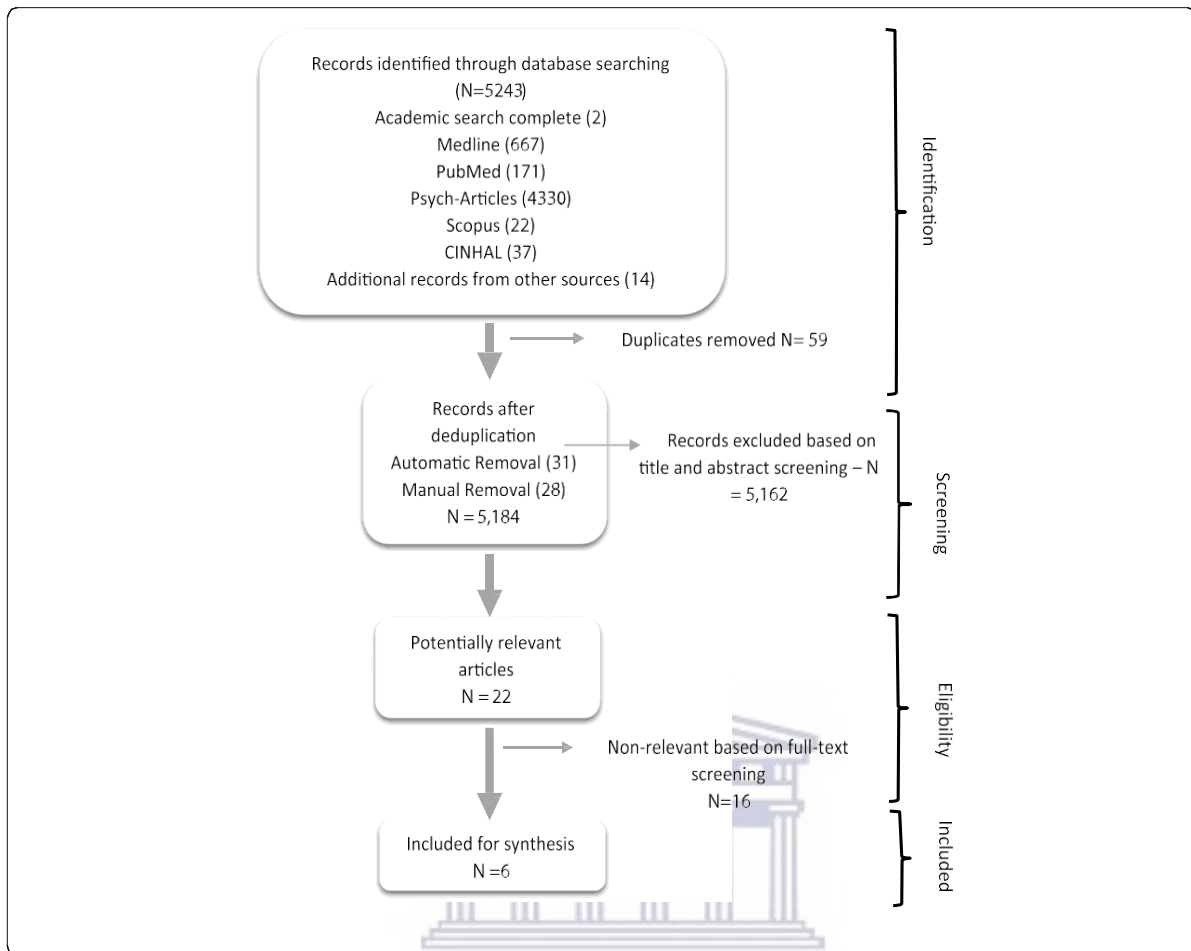 Records identified through database searching
(N=5243)
Academic search complete (2)
Medline (667)
PubMed (171)
Psych-Articles (4330)
Scopus (22)
CINHAL (37)
Additional records from other sources (14)
Identification
Duplicates removed N= 59
Records after
deduplication
Automatic Removal (31)
Manual Removal (28)
N = 5,184
Records excluded based on
title and abstract screening – N
= 5,162
Screening
Potentially relevant
articles
N = 22
Eligibility
Non-relevant based on full-text
screening
N=16
Included for synthesis
N =6
Included